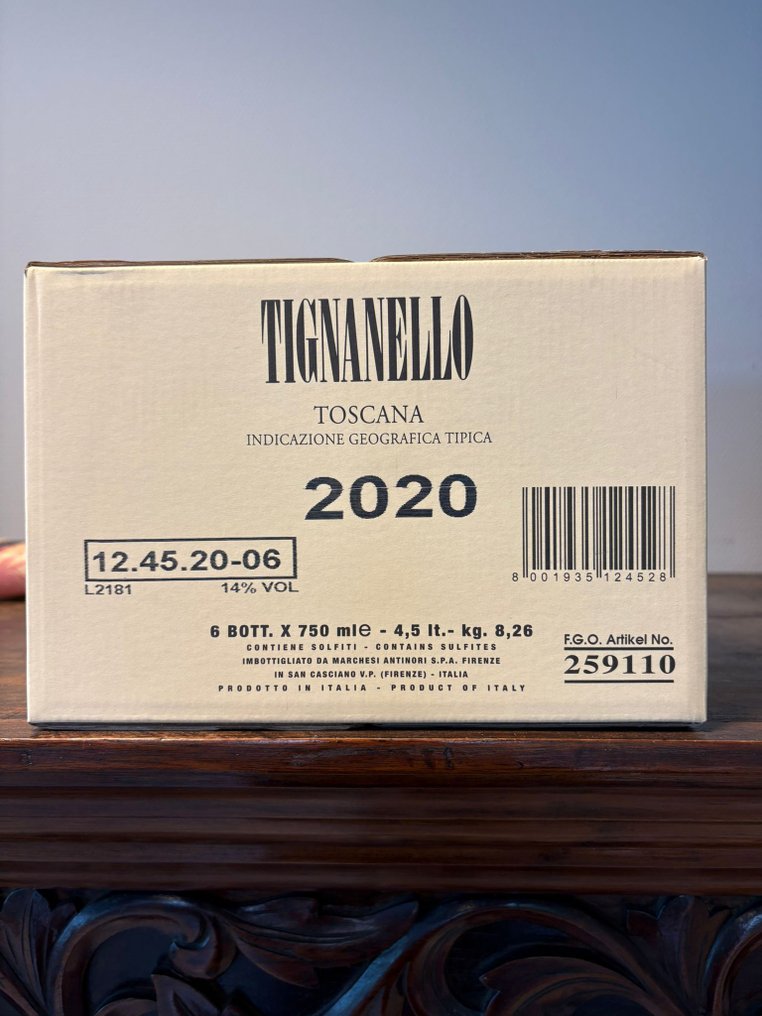 TIGNANELLO
TOSCANA
INDICAZIONE GEOGRAFICA TIPICA
2020
12.45.20-06
L2181 14% VOL
8 001935 124528
6 BOTT. X 750 ml℮ - 4,5 lt.- kg. 8,26
CONTIENE SOLFITI - CONTAINS SULFITES
IMBOTTIGLIATO DA MARCHESI ANTINORI S.P.A. FIRENZE
IN SAN CASCIANO V.P. (FIRENZE) - ITALIA
PRODOTTO IN ITALIA - PRODUCT OF ITALY
F.G.O. Artikel No.
259110